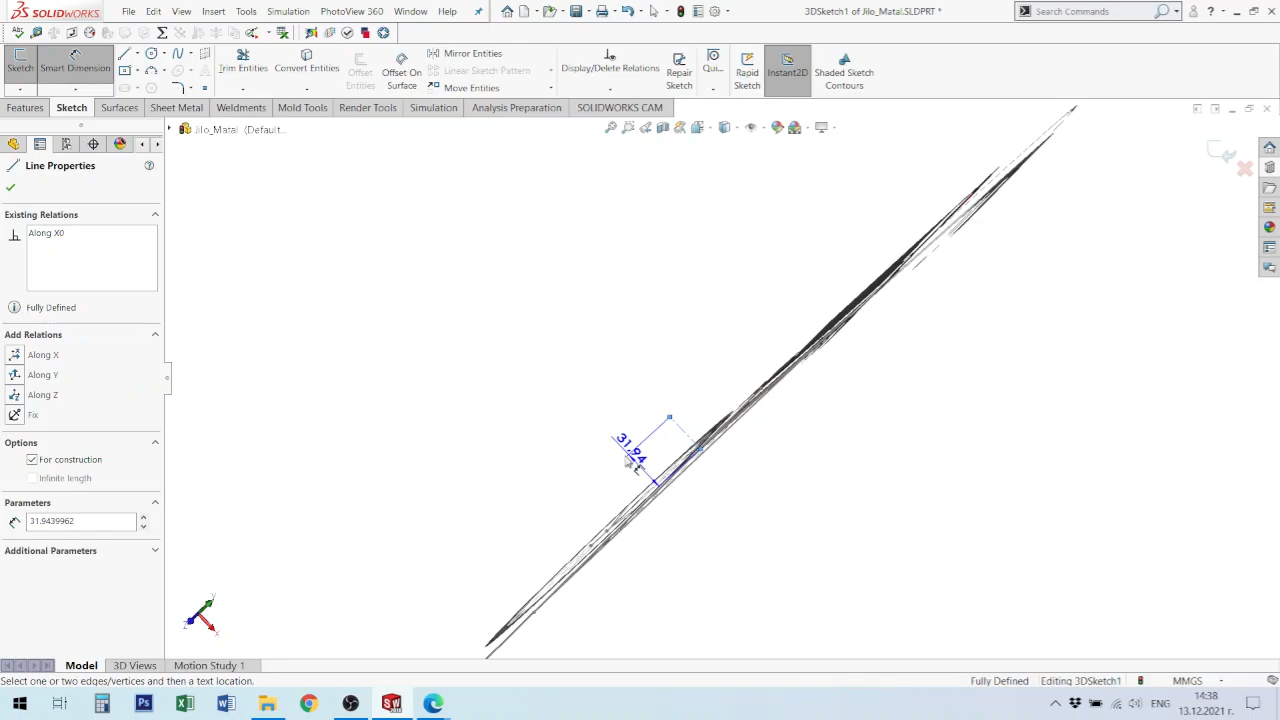 SOLIDWORKS
File Edit View Insert Tools Simulation PhotoView 360 Window Help
3DSketch1 of Jilo_Matal.SLDPRT *
Search Commands
Sketch
Smart Dimension
Trim Entities
Convert Entities
Offset Entities
Offset On Surface
Mirror Entities
Linear Sketch Pattern
Move Entities
Display/Delete Relations
Repair Sketch
Qui...
Rapid Sketch
Instant2D
Shaded Sketch Contours
Features Sketch Surfaces Sheet Metal Weldments Mold Tools Render Tools Simulation Analysis Preparation SOLIDWORKS CAM
Jilo_Matal (Default...
Line Properties
Existing Relations
Along X0
Fully Defined
Add Relations
Along X
Along Y
Along Z
Fix
Options
For construction
Infinite length
Parameters
31.9439962
Additional Parameters
31,94
Y
Z
X
Model 3D Views Motion Study 1
Select one or two edges/vertices and then a text location.
Fully Defined Editing 3DSketch1 MMGS
ENG
14:38
13.12.2021 г.